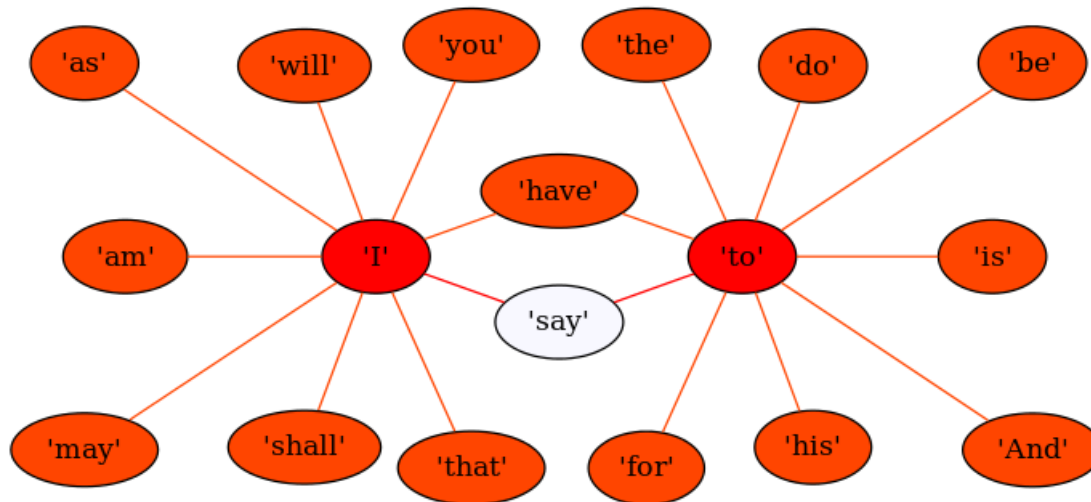 'as'
'will'
'you'
'the'
'do'
'be'
'have'
'am'
'I'
'to'
'is'
'say'
'may'
'shall'
'that'
'for'
'his'
'And'